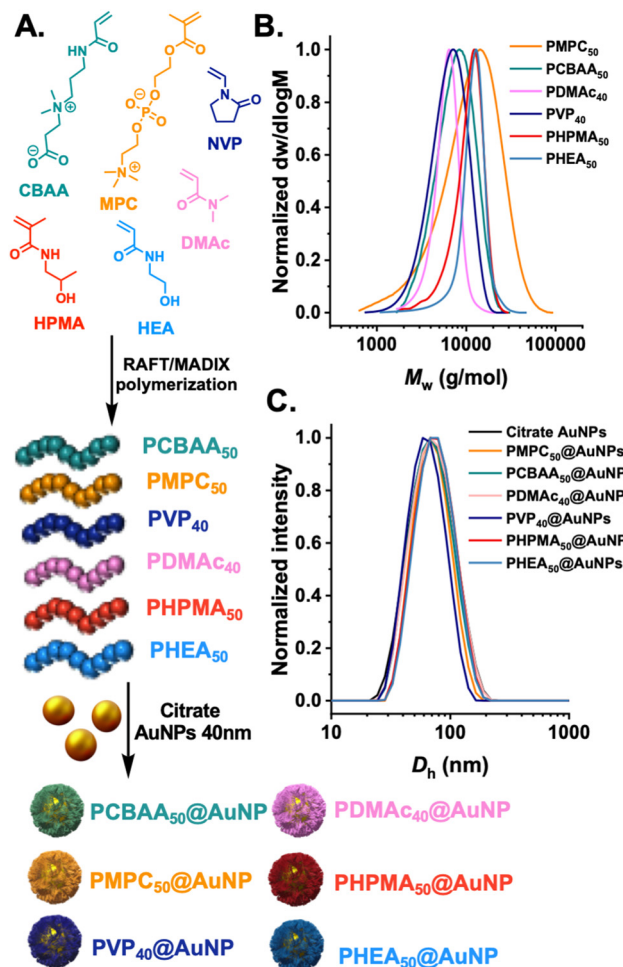 A.
CBAA
MPC
NVP
DMAc
HPMA
HEA
RAFT/MADIX
polymerization
PCBAA50
PMPC50
PVP40
PDMAc40
PHPMA50
PHEA50
Citrate
AuNPs 40nm
PCBAA50@AuNP
PDMAc40@AuNP
PMPC50@AuNP
PHPMA50@AuNP
PVP40@AuNP
PHEA50@AuNP
B.
Normalized dw/dlogM
1.0
0.8
0.6
0.4
0.2
0.0
1000
10000
100000
Mw (g/mol)
PMPC50
PCBAA50
PDMAc40
PVP40
PHPMA50
PHEA50
C.
Normalized intensity
1.0
0.8
0.6
0.4
0.2
0.0
10
100
1000
Dh (nm)
Citrate AuNPs
PMPC50@AuNPs
PCBAA50@AuNP
PDMAc40@AuNP
PVP40@AuNPs
PHPMA50@AuNP
PHEA50@AuNPs